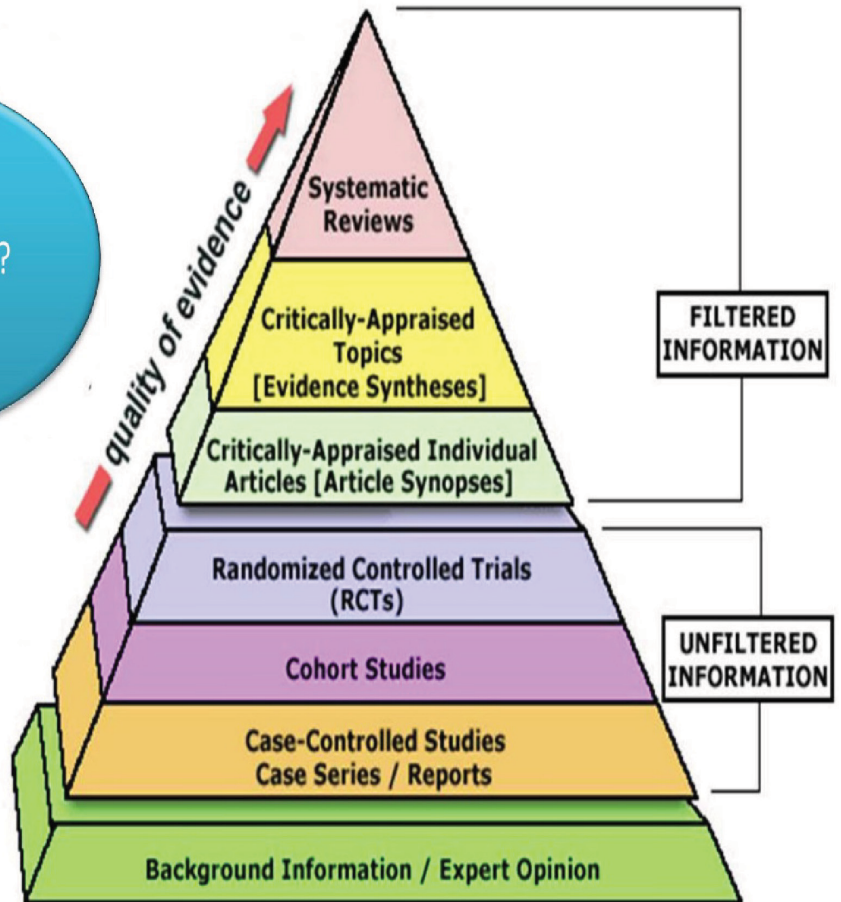 ?
quality of evidence
Systematic
Reviews
Critically-Appraised
Topics
[Evidence Syntheses]
Critically-Appraised Individual
Articles [Article Synopses]
FILTERED
INFORMATION
Randomized Controlled Trials
(RCTs)
Cohort Studies
Case-Controlled Studies
Case Series / Reports
UNFILTERED
INFORMATION
Background Information / Expert Opinion